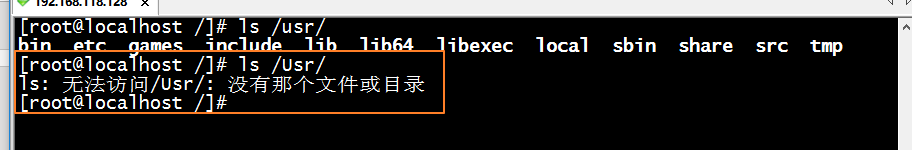 192.168.118.128
[root@localhost /]# ls /usr/
bin etc games include lib lib64 libexec local sbin share src tmp
[root@localhost /]# ls /Usr/
ls: 无法访问/Usr/: 没有那个文件或目录
[root@localhost /]#